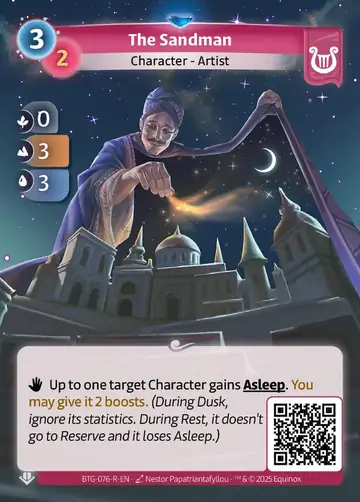 3
The Sandman
2
Character - Artist
0
3
3
Up to one target Character gains Asleep. You
may give it 2 boosts. (During Dusk,
ignore its statistics. During Rest, it doesn't
go to Reserve and it loses Asleep.)
BTG-076-R-EN - Nestor Papatriantafyllou - ™ & © 2025 Equinox